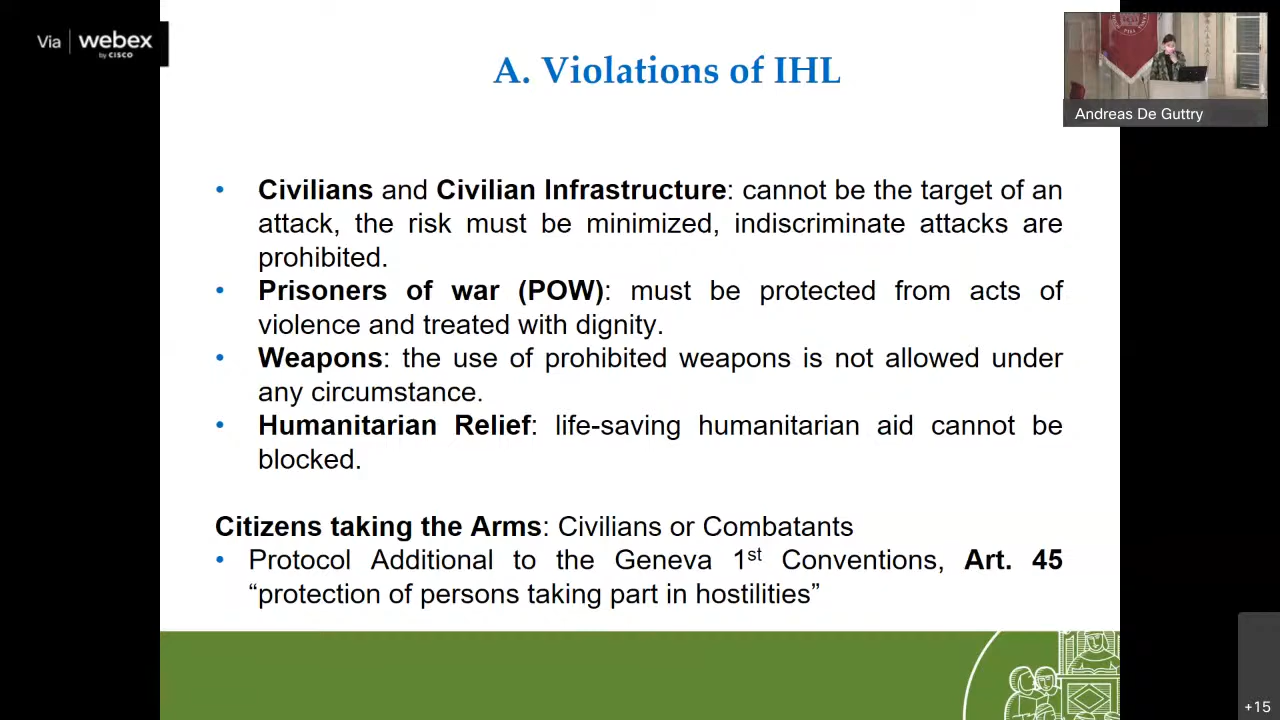 Via webex
by CISCO
A. Violations of IHL
Andreas De Guttry
• Civilians and Civilian Infrastructure: cannot be the target of an
attack, the risk must be minimized, indiscriminate attacks are
prohibited.
• Prisoners of war (POW): must be protected from acts of
violence and treated with dignity.
• Weapons: the use of prohibited weapons is not allowed under
any circumstance.
• Humanitarian Relief: life-saving humanitarian aid cannot be
blocked.
Citizens taking the Arms: Civilians or Combatants
• Protocol Additional to the Geneva 1st Conventions, Art. 45
“protection of persons taking part in hostilities”
+15